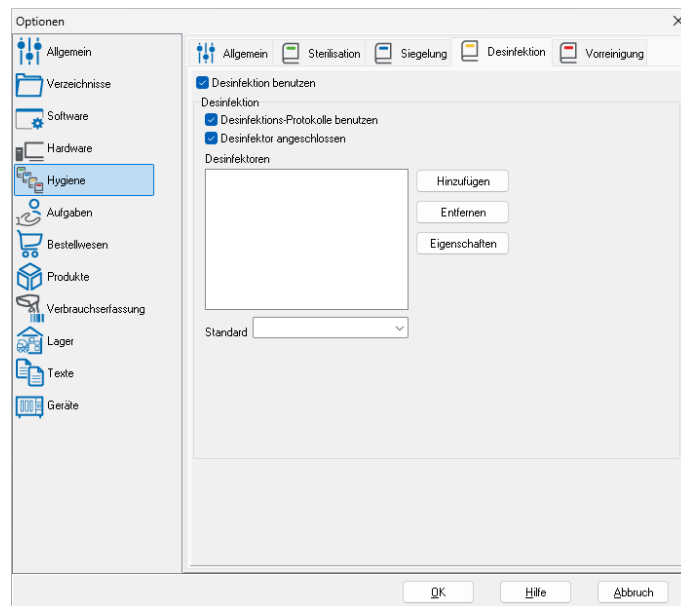 Optionen
Allgemein
Verzeichnisse
Software
Hardware
Hygiene
Aufgaben
Bestellwesen
Produkte
Verbrauchserfassung
Lager
Texte
Geräte
Allgemein Sterilisation Siegelung Desinfektion Vorreinigung
Desinfektion benutzen
Desinfektion
Desinfektions-Protokolle benutzen
Desinfektor angeschlossen
Desinfektoren
Hinzufügen
Entfernen
Eigenschaften
Standard
OK Hilfe Abbruch